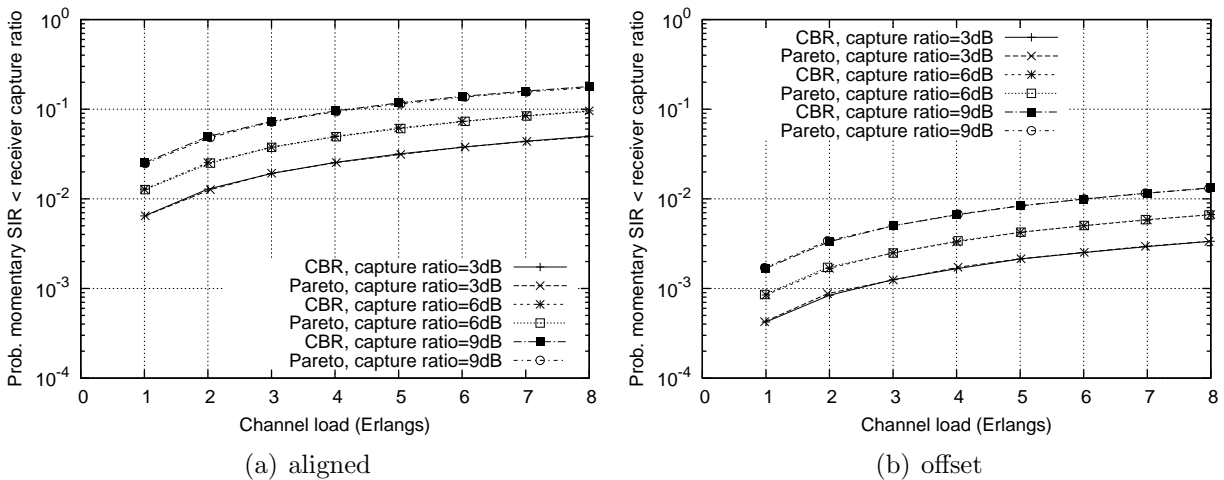 Prob. momentary SIR < receiver capture ratio
10^0
10^-1
10^-2
10^-3
10^-4
CBR, capture ratio=3dB
Pareto, capture ratio=3dB
CBR, capture ratio=6dB
Pareto, capture ratio=6dB
CBR, capture ratio=9dB
Pareto, capture ratio=9dB
0 1 2 3 4 5 6 7 8
Channel load (Erlangs)
(a) aligned
Prob. momentary SIR < receiver capture ratio
10^0
10^-1
10^-2
10^-3
10^-4
CBR, capture ratio=3dB
Pareto, capture ratio=3dB
CBR, capture ratio=6dB
Pareto, capture ratio=6dB
CBR, capture ratio=9dB
Pareto, capture ratio=9dB
0 1 2 3 4 5 6 7 8
Channel load (Erlangs)
(b) offset